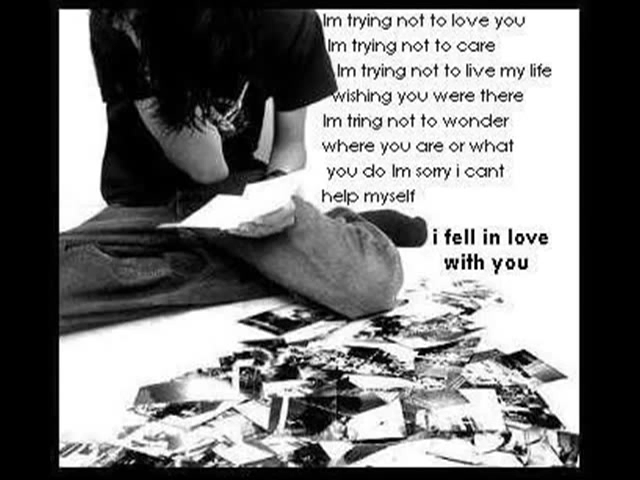 Im trying not to love you
Im trying not to care
Im trying not to live my life
wishing you were there
Im tring not to wonder
where you are or what
you do Im sorry i cant
help myself
i fell in love
with you